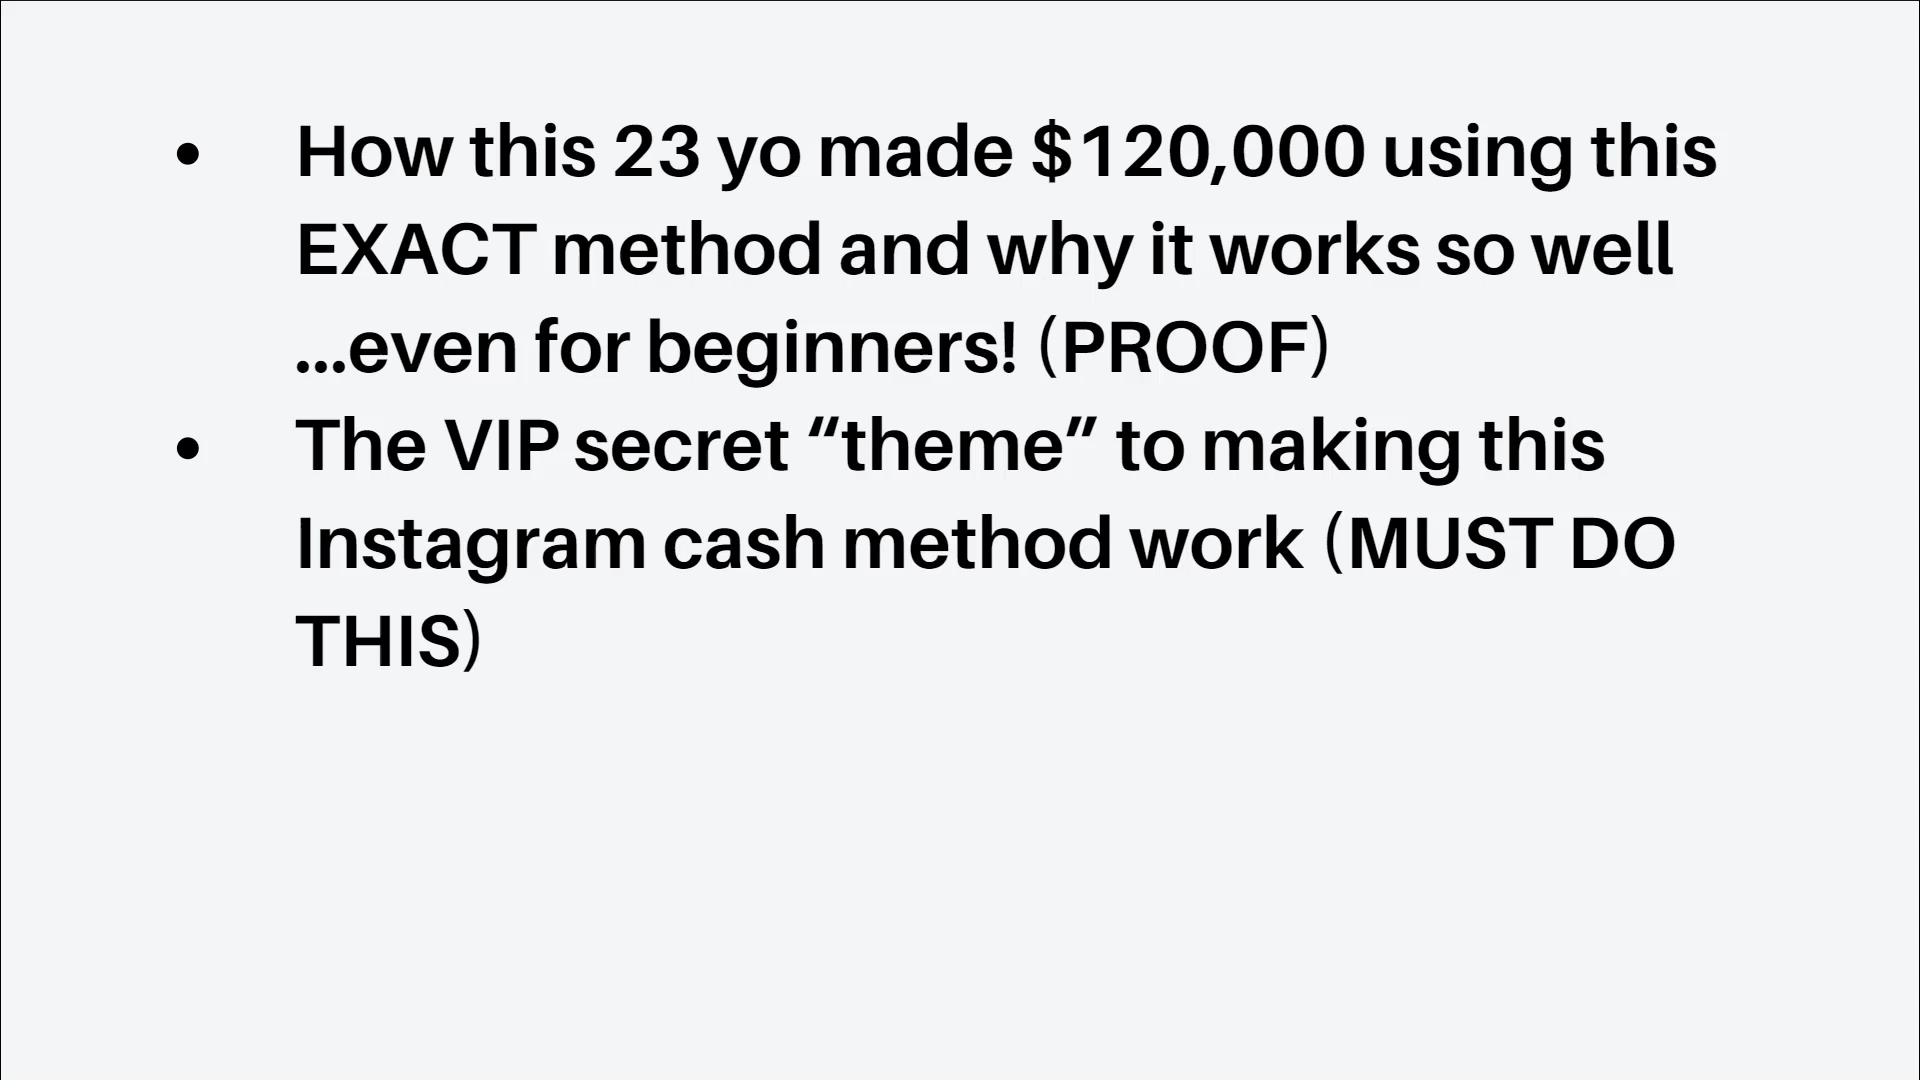 • How this 23 yo made $120,000 using this
EXACT method and why it works so well
...even for beginners! (PROOF)
• The VIP secret “theme” to making this
Instagram cash method work (MUST DO
THIS)